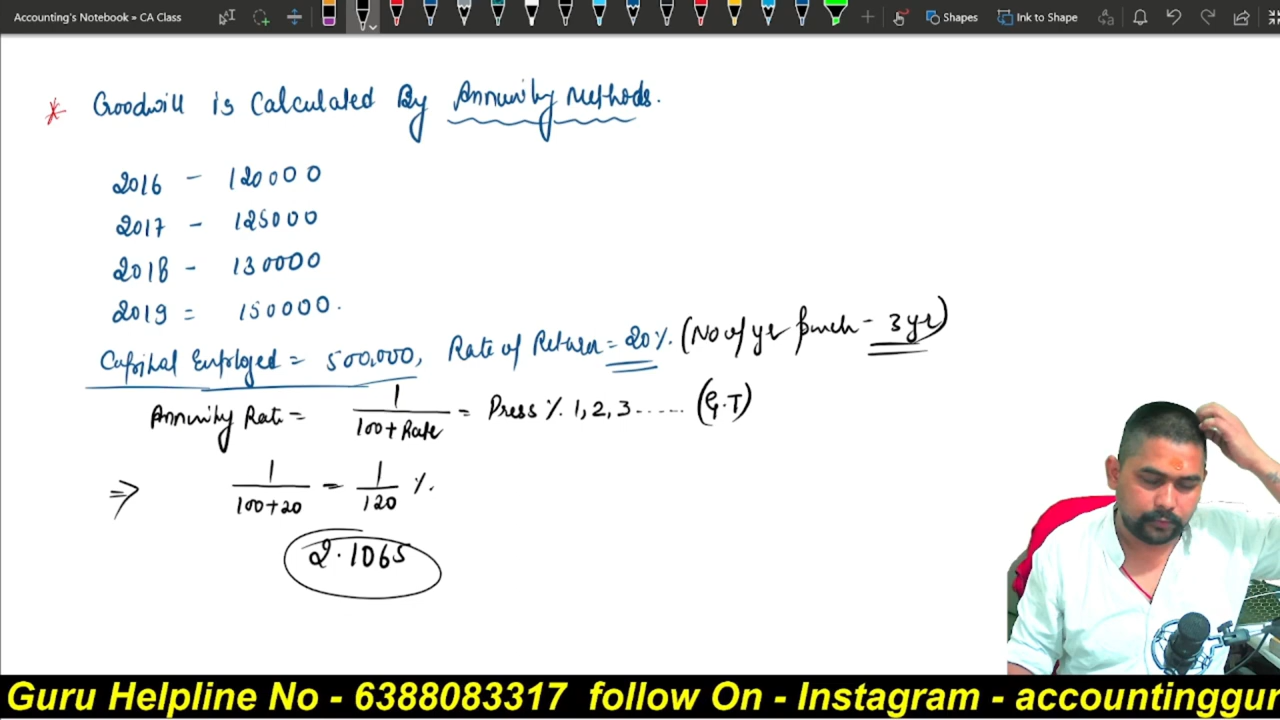 Accounting's Notebook » CA Class
Shapes
Ink to Shape
* Goodwill is Calculated By Annunity Methods.
2016 - 120000
2017 - 125000
2018 - 130000
2019 = 150000.
Capital Employed = 500,000, Rate of Return = 20%. (No of yr purch - 3 yr)
Annunity Rate = 1/100+Rate = Press %. 1, 2, 3 ...... (G.T)
⇒ 1/100+20 = 1/120 %.
2.1065
Guru Helpline No - 6388083317 follow On - Instagram - accountinggur